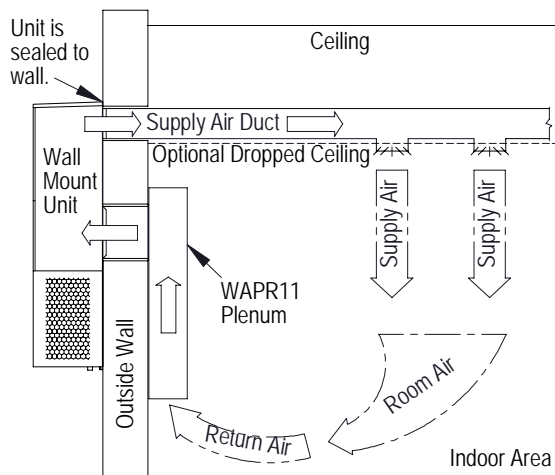 Unit is
sealed to
wall.
Ceiling
Supply Air Duct
Optional Dropped Ceiling
Wall
Mount
Unit
Supply Air
Supply Air
WAPR11
Plenum
Outside Wall
Room Air
Return Air
Indoor Area